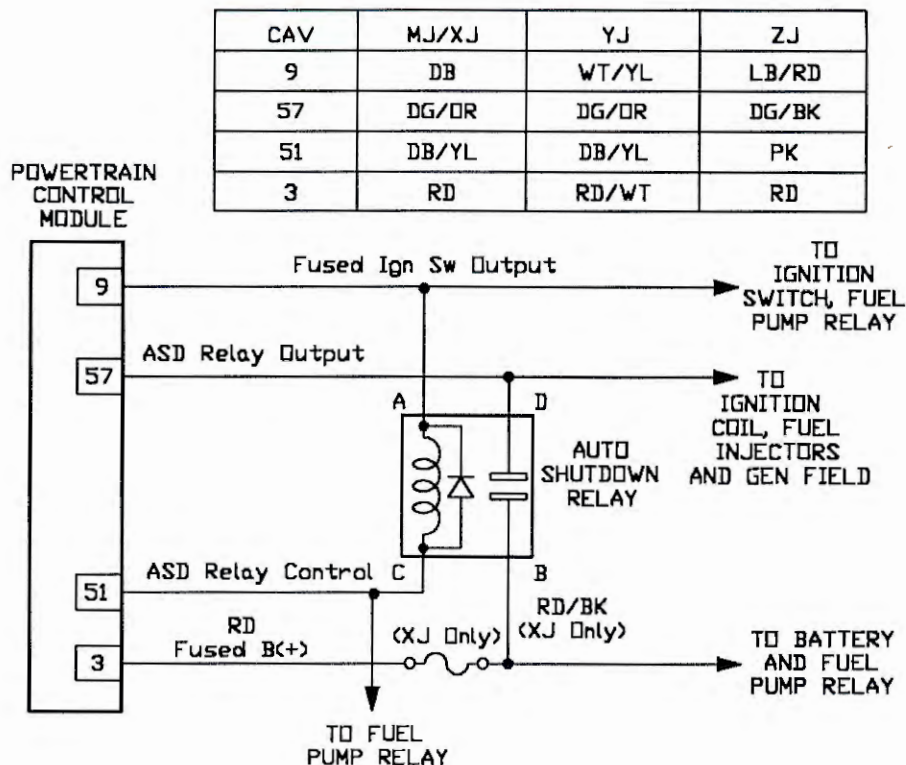 CAV MJ/XJ YJ ZJ
9 DB WT/YL LB/RD
57 DG/OR DG/OR DG/BK
51 DB/YL DB/YL PK
3 RD RD/WT RD
POWERTRAIN
CONTROL
MODULE
9
Fused Ign Sw Output
TO
IGNITION
SWITCH, FUEL
PUMP RELAY
57
ASD Relay Output
TO
IGNITION
COIL, FUEL
INJECTORS
AND GEN FIELD
A
D
AUTO
SHUTDOWN
RELAY
51
ASD Relay Control
C
B
3
RD
Fused B(+)
(XJ Only)
RD/BK
(XJ Only)
TO BATTERY
AND FUEL
PUMP RELAY
TO FUEL
PUMP RELAY